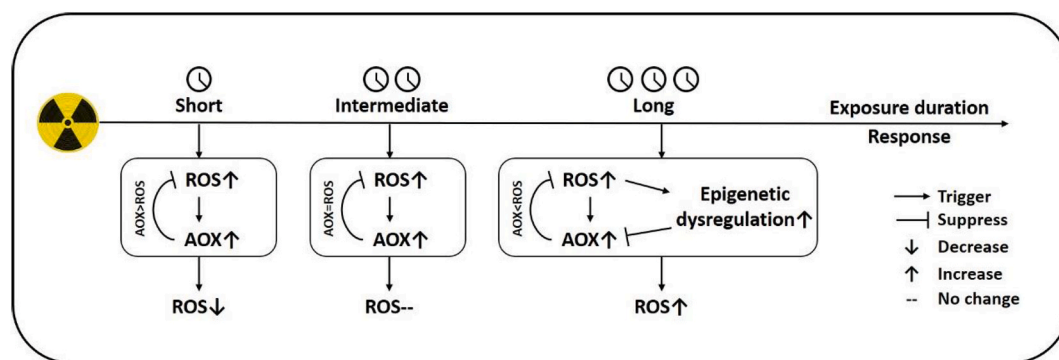 Short
Intermediate
Long
Exposure duration
Response
AOX>ROS
ROS↑
AOX↑
ROS↓
AOX=ROS
ROS↑
AOX↑
ROS--
AOX<ROS
ROS↑
AOX↑
Epigenetic
dysregulation↑
ROS↑
Trigger
Suppress
↓ Decrease
↑ Increase
-- No change